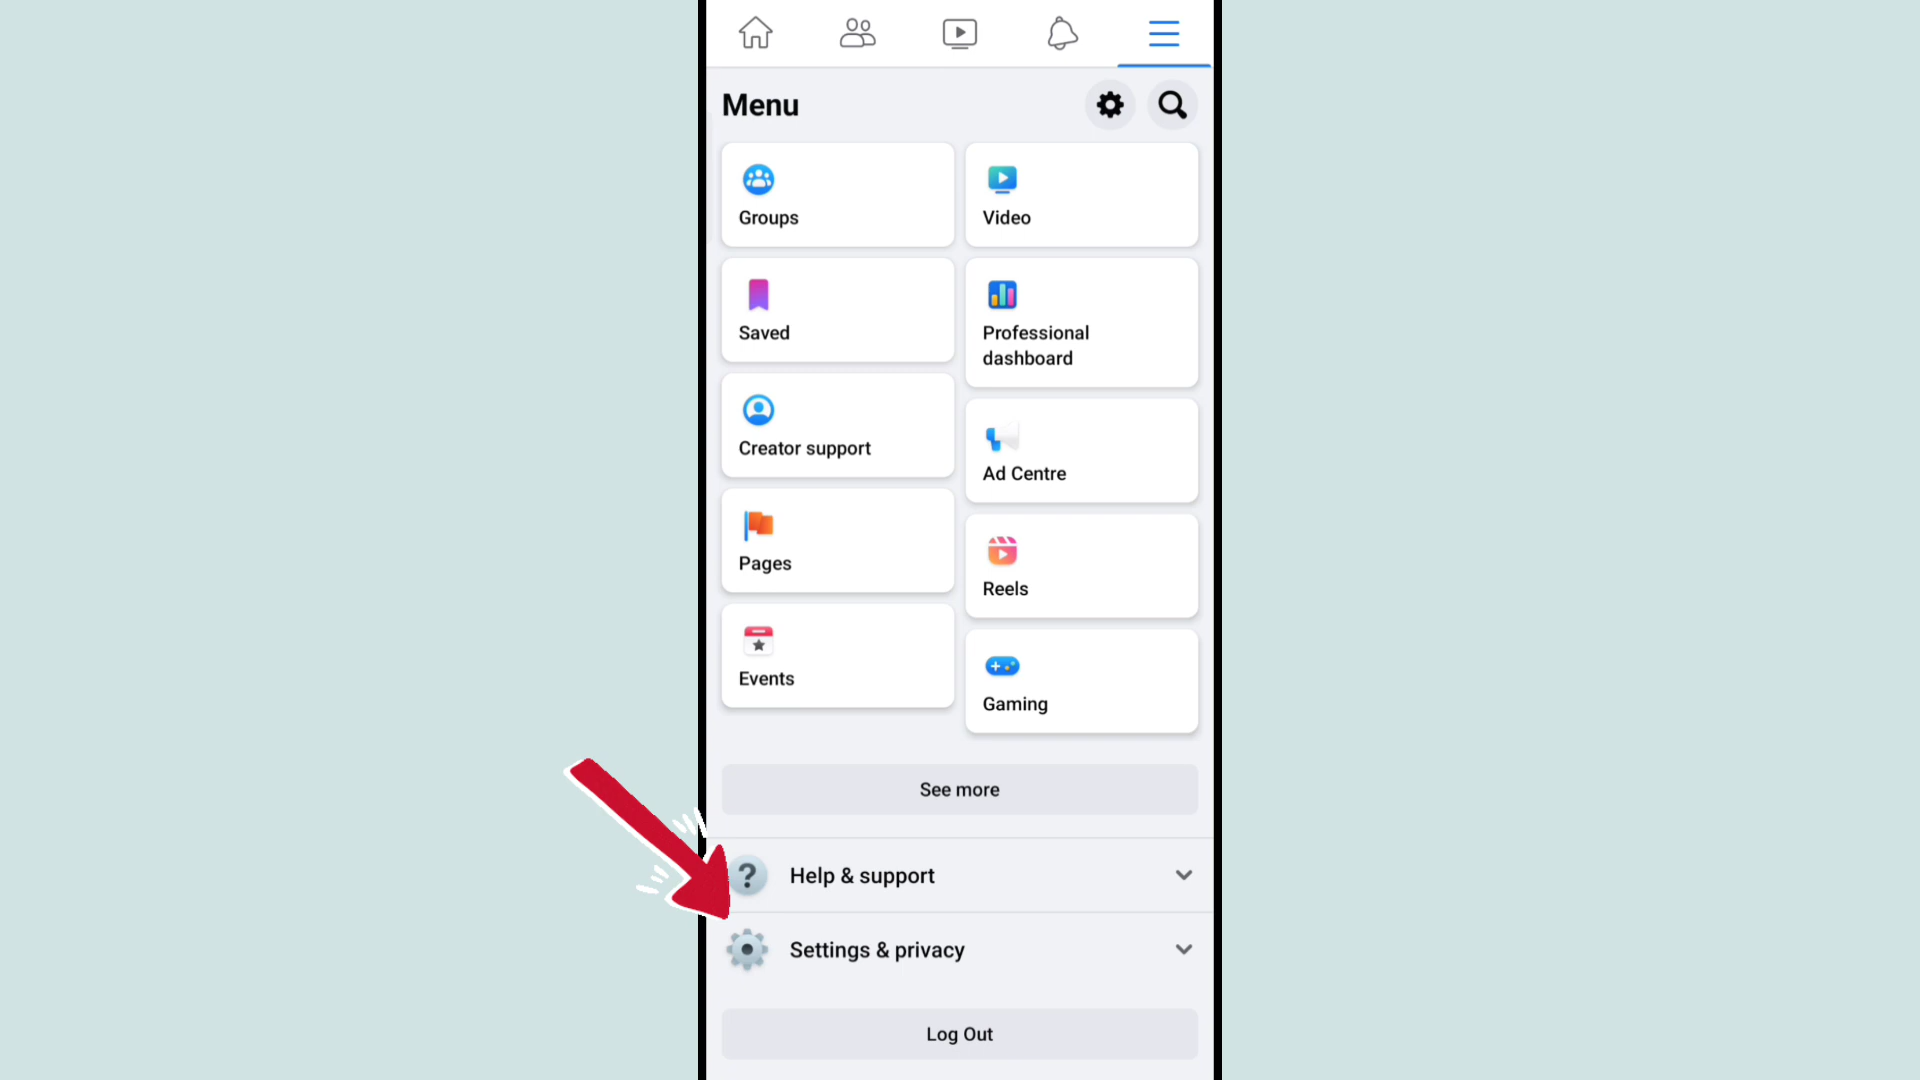 Menu
Groups
Video
Saved
Professional
dashboard
Creator support
Ad Centre
Pages
Reels
Events
Gaming
See more
Help & support
Settings & privacy
Log Out